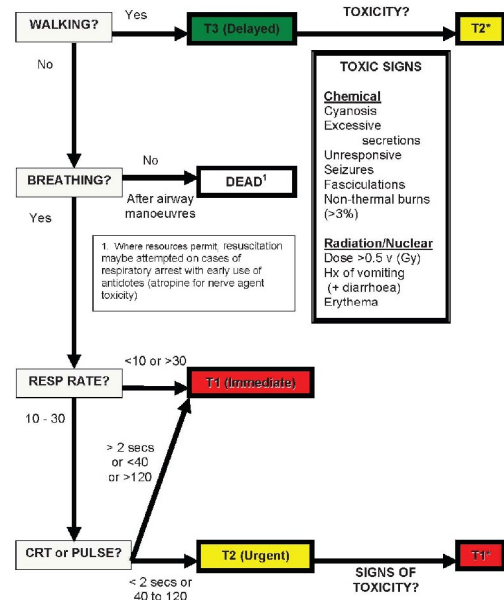 WALKING?
Yes
T3 (Delayed)
TOXICITY?
T2*
No
TOXIC SIGNS
Chemical
Cyanosis
Excessive
secretions
Unresponsive
Seizures
Fasciculations
Non-thermal burns
(>3%)
Radiation/Nuclear
Dose >0.5 v (Gy)
Hx of vomiting
(+ diarrhoea)
Erythema
BREATHING?
No
After airway
manoeuvres
DEAD1
Yes
1. Where resources permit, resuscitation
maybe attempted on cases of
respiratory arrest with early use of
antidotes (atropine for nerve agent
toxicity)
RESP RATE?
<10 or >30
T1 (Immediate)
10 - 30
> 2 secs
or <40
or >120
CRT or PULSE?
< 2 secs or
40 to 120
T2 (Urgent)
SIGNS OF
TOXICITY?
T1*